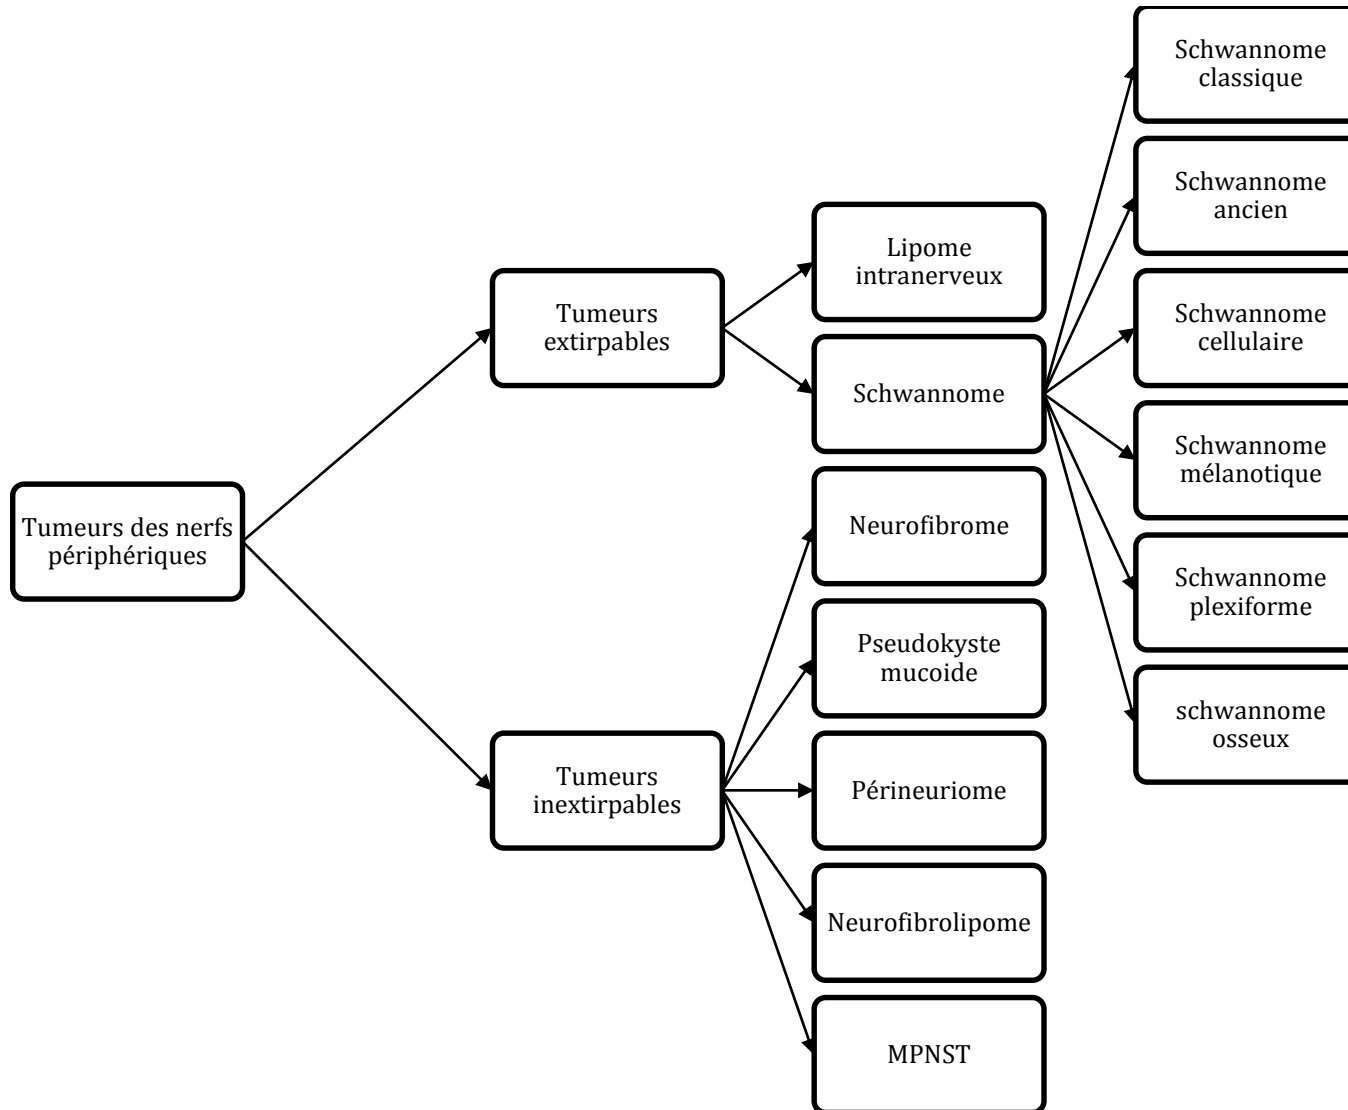 Tumeurs des nerfs
périphériques
Tumeurs
extirpables
Tumeurs
inextirpables
Lipome
intranerveux
Schwannome
Neurofibrome
Pseudokyste
mucoide
Périneuriome
Neurofibrolipome
MPNST
Schwannome
classique
Schwannome
ancien
Schwannome
cellulaire
Schwannome
mélanotique
Schwannome
plexiforme
schwannome
osseux